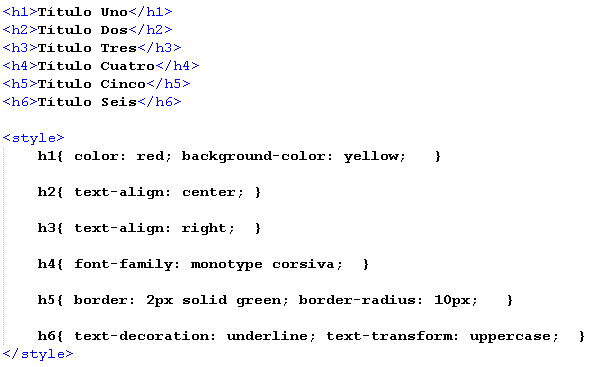 <h1>Titulo Uno</h1>
<h2>Titulo Dos</h2>
<h3>Titulo Tres</h3>
<h4>Titulo Cuatro</h4>
<h5>Titulo Cinco</h5>
<h6>Titulo Seis</h6>
<style>
h1{ color: red; background-color: yellow;   }
h2{ text-align: center; }
h3{ text-align: right;  }
h4{ font-family: monotype corsiva;  }
h5{ border: 2px solid green; border-radius: 10px;   }
h6{ text-decoration: underline; text-transform: uppercase;  }
</style>